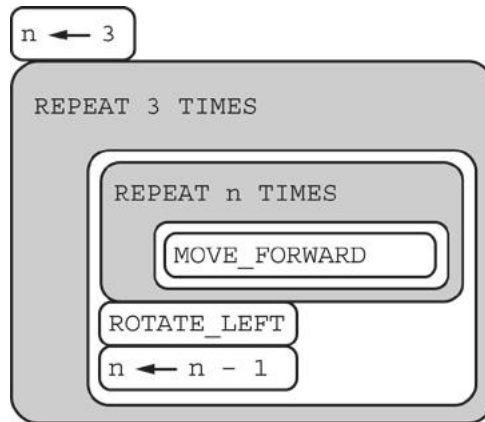 n ← 3
REPEAT 3 TIMES
REPEAT n TIMES
MOVE_FORWARD
ROTATE_LEFT
n ← n - 1